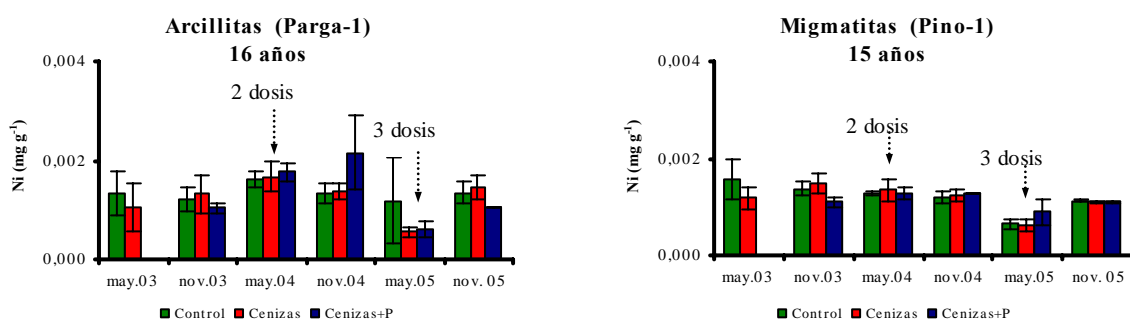 Arcillitas (Parga-1)
16 años
0,004
0,002
0,000
Ni (mg g-1)
2 dosis
3 dosis
may.03
nov.03
may.04
nov.04
may.05
nov. 05
Control
Cenizas
Cenizas+P
Migmatitas (Pino-1)
15 años
0,004
0,002
0,000
Ni (mg g-1)
2 dosis
3 dosis
may.03
nov.03
may.04
nov.04
may.05
nov. 05
Control
Cenizas
Cenizas+P